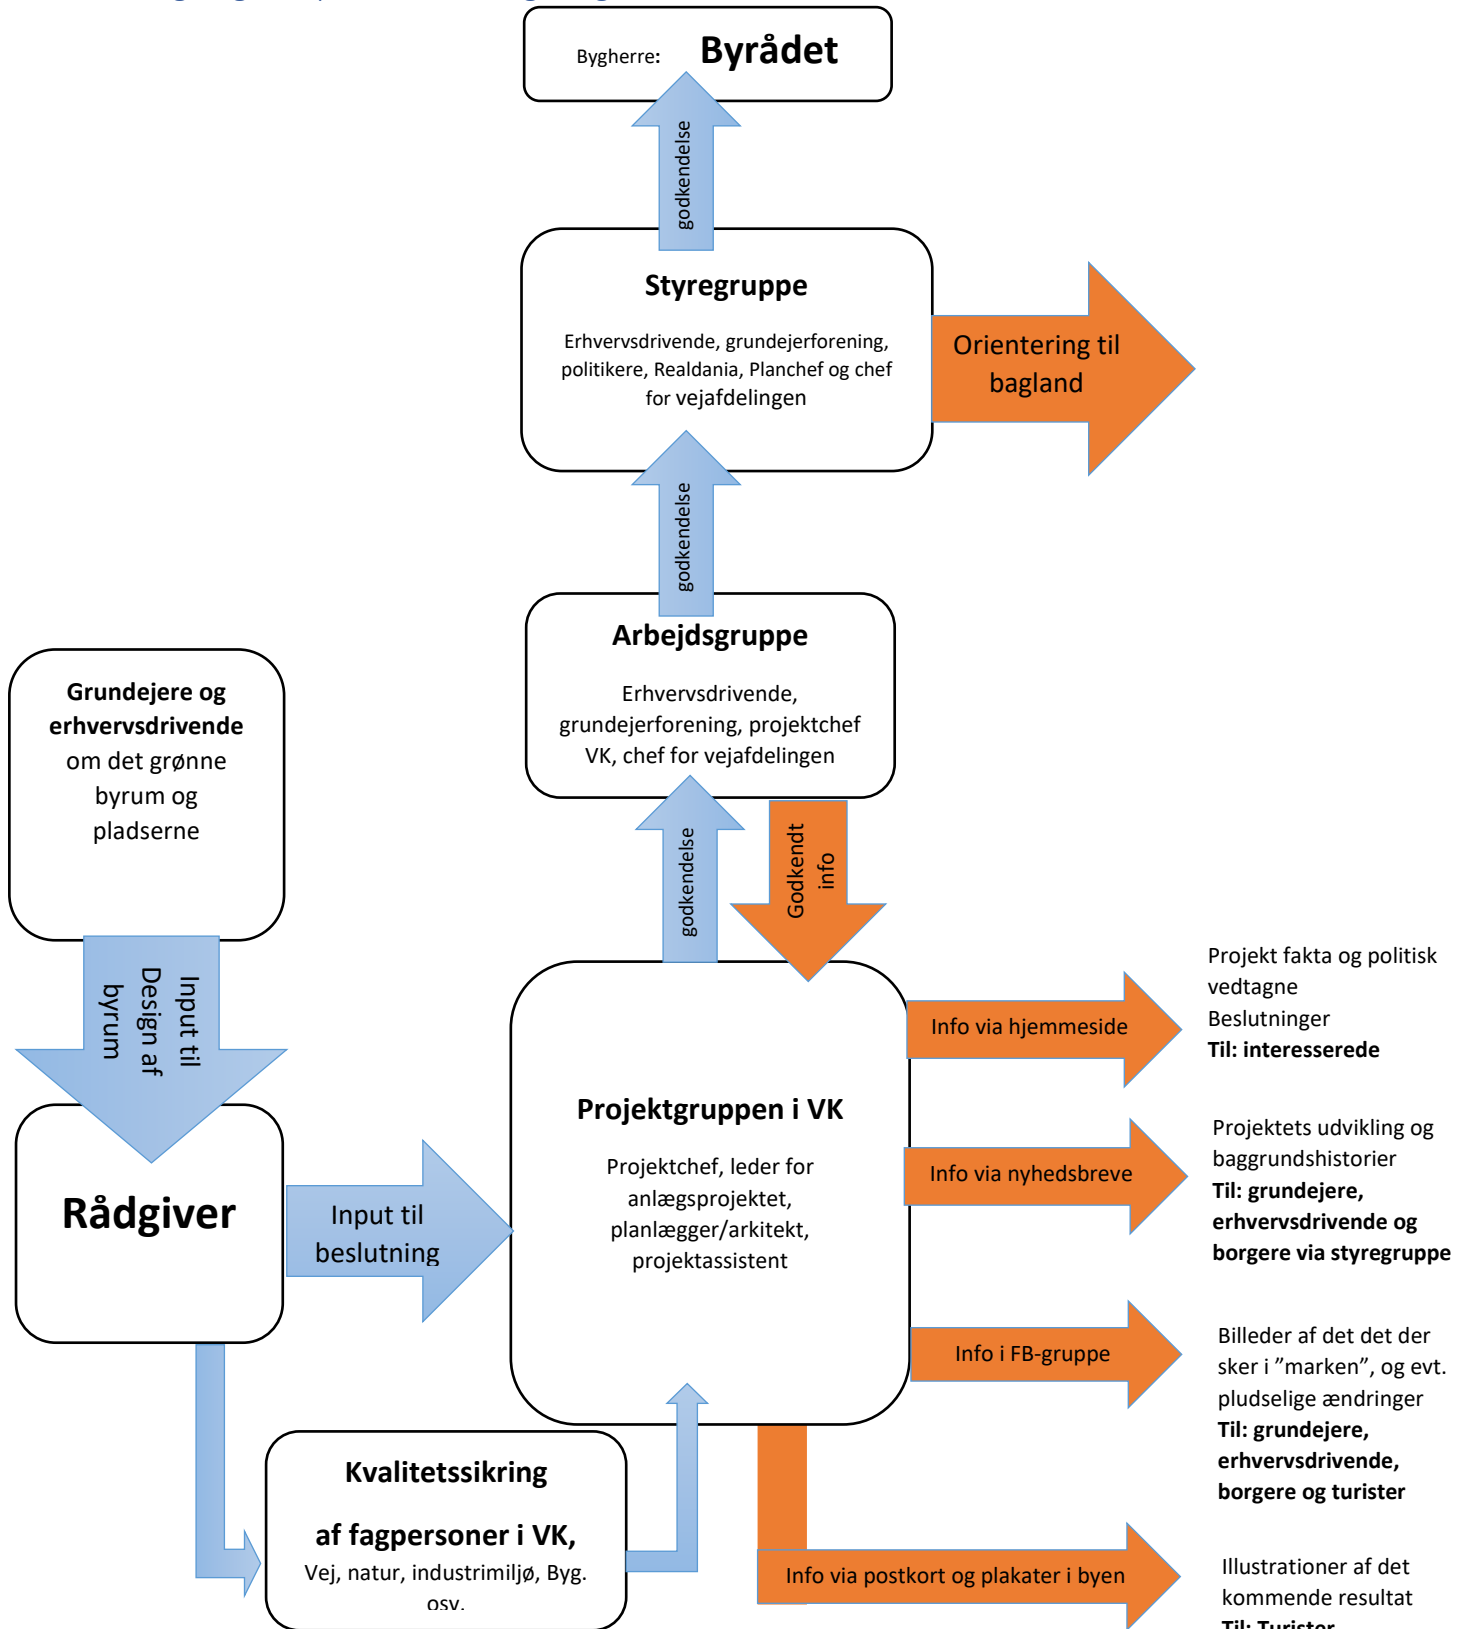 Bygherre: Byrådet
godkendelse
Styregruppe
Erhvervsdrivende, grundejerforening,
politikere, Realdania, Planchef og chef
for vejafdelingen
Orientering til
bagland
godkendelse
Arbejdsgruppe
Erhvervsdrivende,
grundejerforening, projektchef
VK, chef for vejafdelingen
Grundejere og
erhvervsdrivende
om det grønne
byrum og
pladserne
godkendelse
Godkendt
info
Input til
Design af
byrum
Rådgiver
Input til
beslutning
Projektgruppen i VK
Projektchef, leder for
anlægsprojektet,
planlægger/arkitekt,
projektassistent
Info via hjemmeside
Projekt fakta og politisk
vedtagne
Beslutninger
Til: interesserede
Info via nyhedsbreve
Projektets udvikling og
baggrundshistorier
Til: grundejere,
erhvervsdrivende og
borgere via styregruppe
Info i FB-gruppe
Billeder af det det der
sker i ”marken”, og evt.
pludselige ændringer
Til: grundejere,
erhvervsdrivende,
borgere og turister
Kvalitetssikring
af fagpersoner i VK,
Vej, natur, industrimiljø, Byg.
osv.
Info via postkort og plakater i byen
Illustrationer af det
kommende resultat
Til: Turister